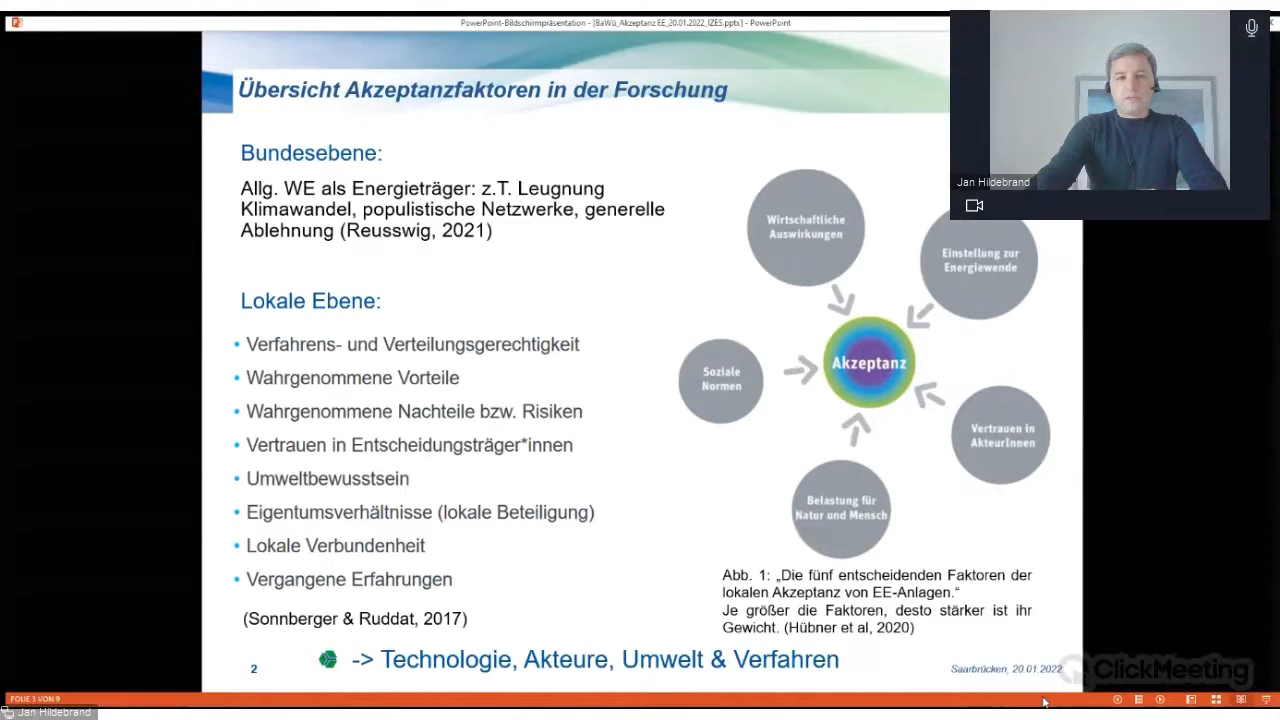 PowerPoint-Bildschirmpräsentation - [BaWü_Akzeptanz EE_20.01.2022_IZES.pptx] - PowerPoint
Übersicht Akzeptanzfaktoren in der Forschung
Bundesebene:
Allg. WE als Energieträger: z.T. Leugnung
Klimawandel, populistische Netzwerke, generelle
Ablehnung (Reusswig, 2021)
Lokale Ebene:
• Verfahrens- und Verteilungsgerechtigkeit
• Wahrgenommene Vorteile
• Wahrgenommene Nachteile bzw. Risiken
• Vertrauen in Entscheidungsträger*innen
• Umweltbewusstsein
• Eigentumsverhältnisse (lokale Beteiligung)
• Lokale Verbundenheit
• Vergangene Erfahrungen
(Sonnberger & Ruddat, 2017)
Jan Hildebrand
Wirtschaftliche
Auswirkungen
Einstellung zur
Energiewende
Soziale
Normen
Akzeptanz
Vertrauen in
AkteurInnen
Belastung für
Natur und Mensch
Abb. 1: „Die fünf entscheidenden Faktoren der
lokalen Akzeptanz von EE-Anlagen.“
Je größer die Faktoren, desto stärker ist ihr
Gewicht. (Hübner et al, 2020)
-> Technologie, Akteure, Umwelt & Verfahren
2
Saarbrücken, 20.01.2022
ClickMeeting
FOLIE 3 VON 9
Jan Hildebrand